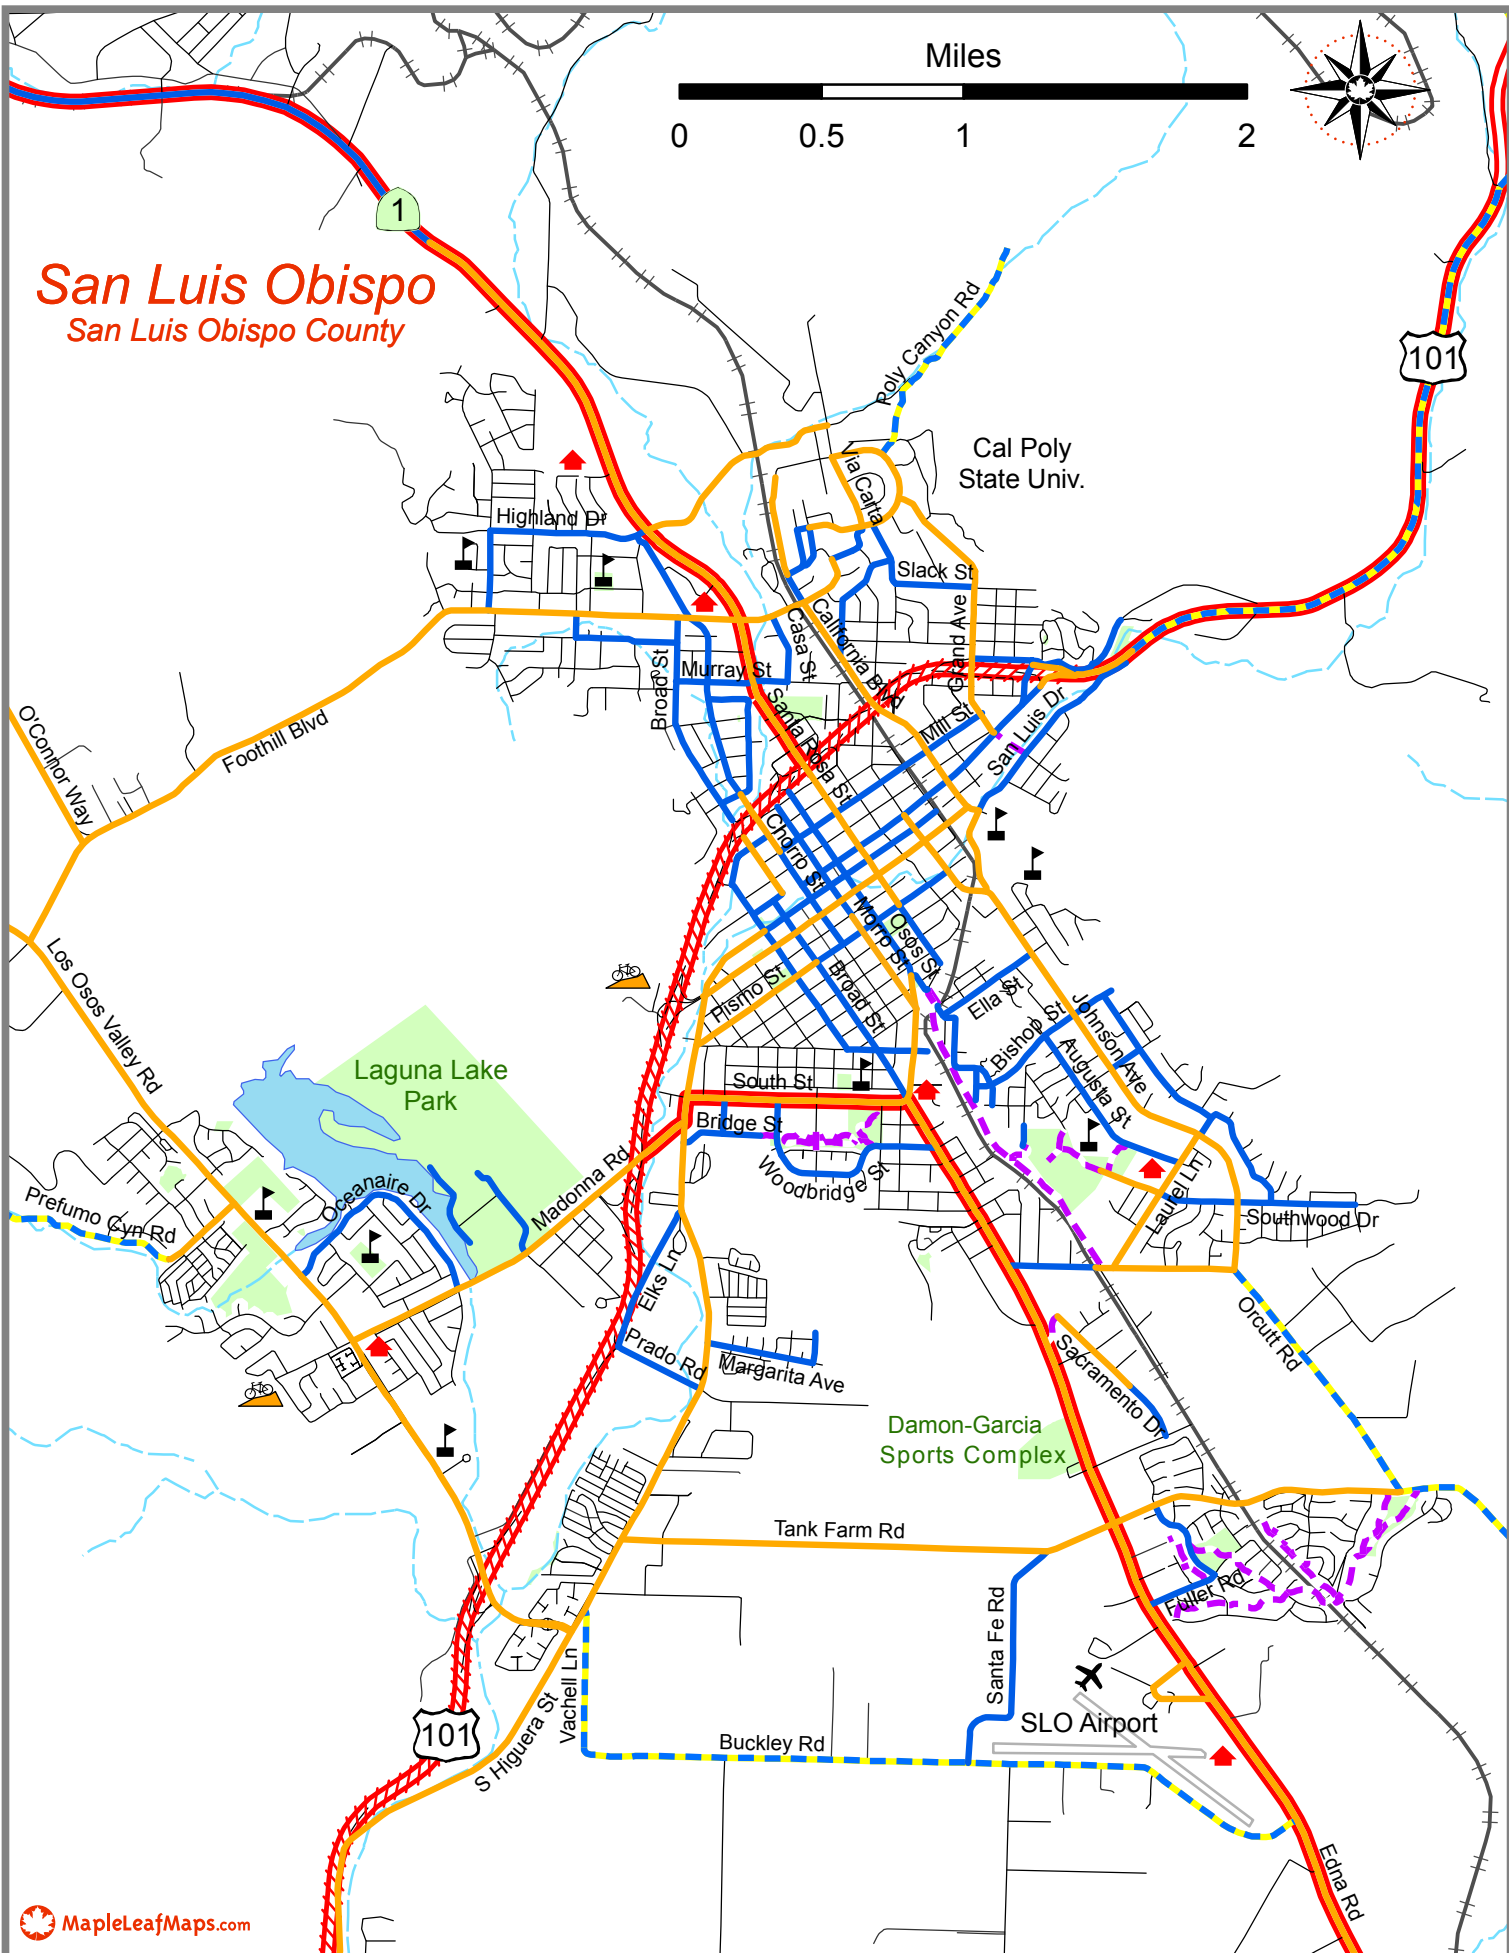 Miles
0 0.5 1 2
1
San Luis Obispo
San Luis Obispo County
101
Poly Canyon Rd
Cal Poly
State Univ.
Via Carta
Highland Dr
Slack St
Grand Ave
California Blvd
Casa St
Murray St
Broad St
Santa Rosa St
Mill St
San Luis Dr
O'Connor Way
Foothill Blvd
Chorro St
Morro St
Osos St
Los Osos Valley Rd
Pismo St
Broad St
Ella St
Bishop St
Johnson Ave
Augusta St
Laguna Lake
Park
South St
Bridge St
Woodbridge St
Madonna Rd
Oceanaire Dr
Prefumo Cyn Rd
Laurel Ln
Southwood Dr
Elks Ln
Prado Rd
Margarita Ave
Orcutt Rd
Sacramento Dr
Damon-Garcia
Sports Complex
Tank Farm Rd
Fuller Rd
Santa Fe Rd
Vachell Ln
SLO Airport
101
S Higuera St
Buckley Rd
Edna Rd
MapleLeafMaps.com